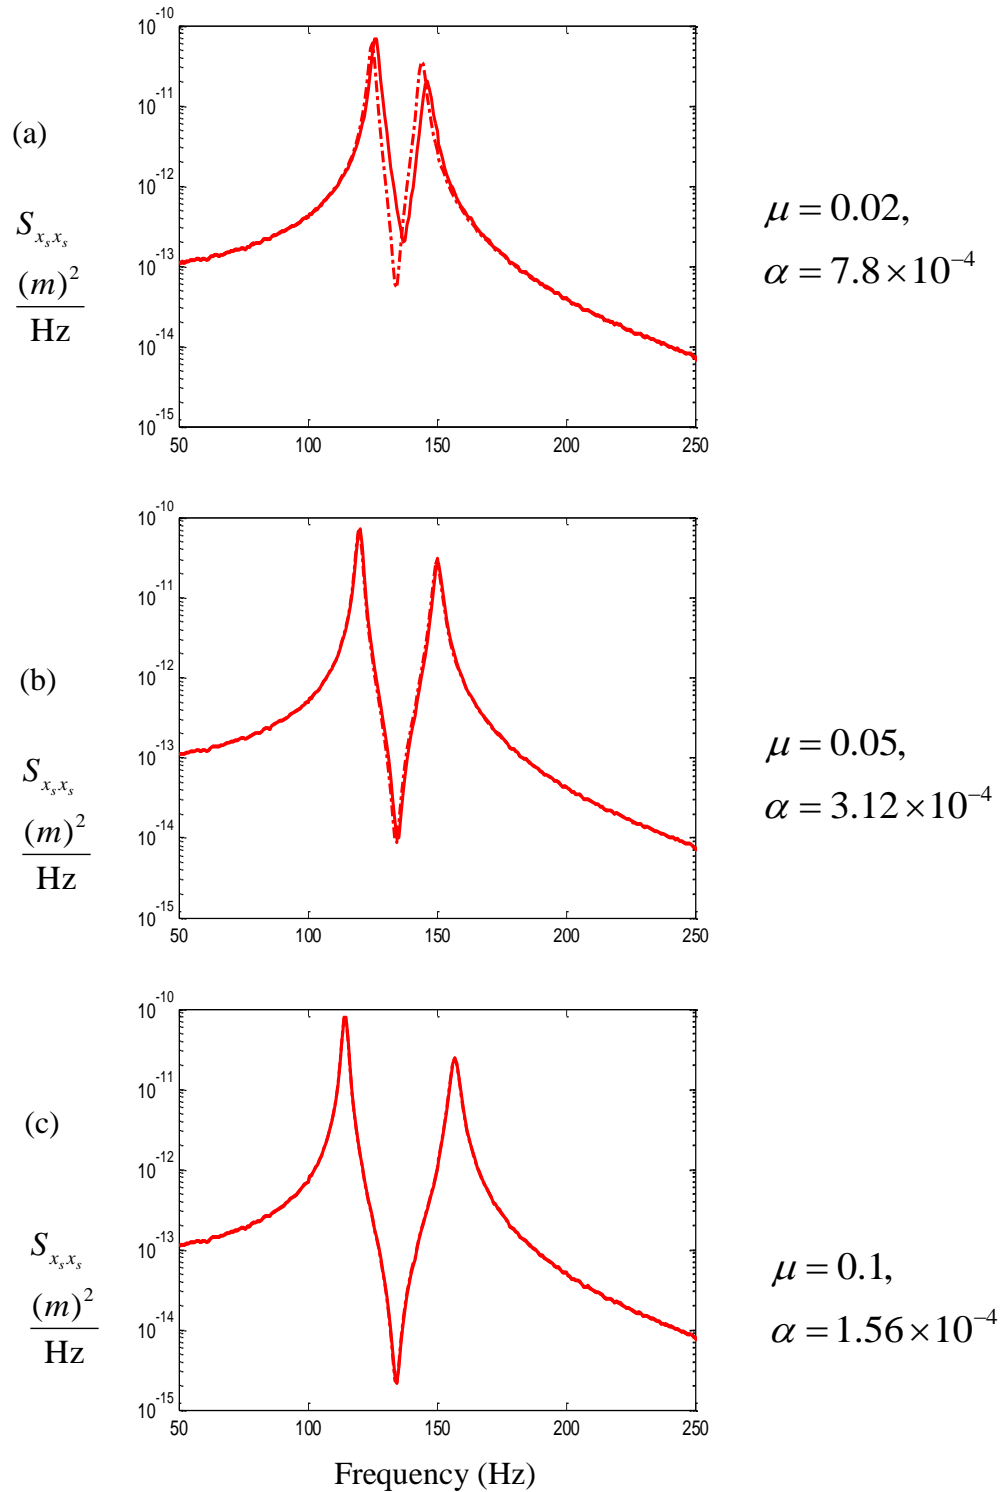 (a)
S_{x_s x_s}
(m)^2
Hz
10^{-10}
10^{-11}
10^{-12}
10^{-13}
10^{-14}
10^{-15}
50 100 150 200 250
μ = 0.02,
α = 7.8×10^{-4}
(b)
S_{x_s x_s}
(m)^2
Hz
10^{-10}
10^{-11}
10^{-12}
10^{-13}
10^{-14}
10^{-15}
50 100 150 200 250
μ = 0.05,
α = 3.12×10^{-4}
(c)
S_{x_s x_s}
(m)^2
Hz
10^{-10}
10^{-11}
10^{-12}
10^{-13}
10^{-14}
10^{-15}
50 100 150 200 250
μ = 0.1,
α = 1.56×10^{-4}
Frequency (Hz)